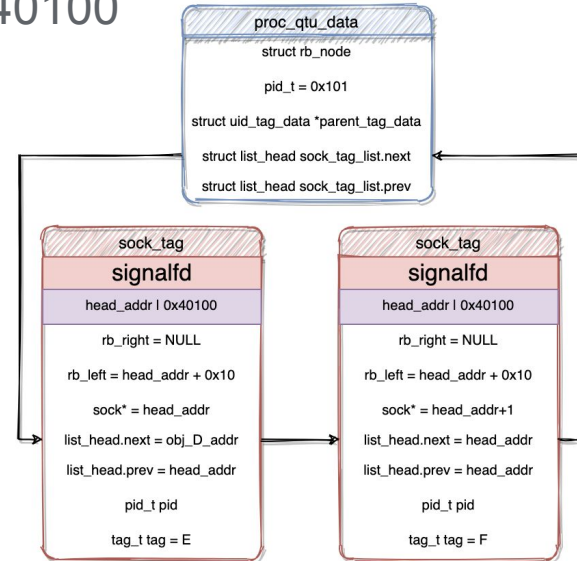 40100
proc_qtu_data
struct rb_node
pid_t = 0x101
struct uid_tag_data *parent_tag_data
struct list_head sock_tag_list.next
struct list_head sock_tag_list.prev
sock_tag
signalfd
head_addr | 0x40100
rb_right = NULL
rb_left = head_addr + 0x10
sock* = head_addr
list_head.next = obj_D_addr
list_head.prev = head_addr
pid_t pid
tag_t tag = E
sock_tag
signalfd
head_addr | 0x40100
rb_right = NULL
rb_left = head_addr + 0x10
sock* = head_addr+1
list_head.next = head_addr
list_head.prev = head_addr
pid_t pid
tag_t tag = F